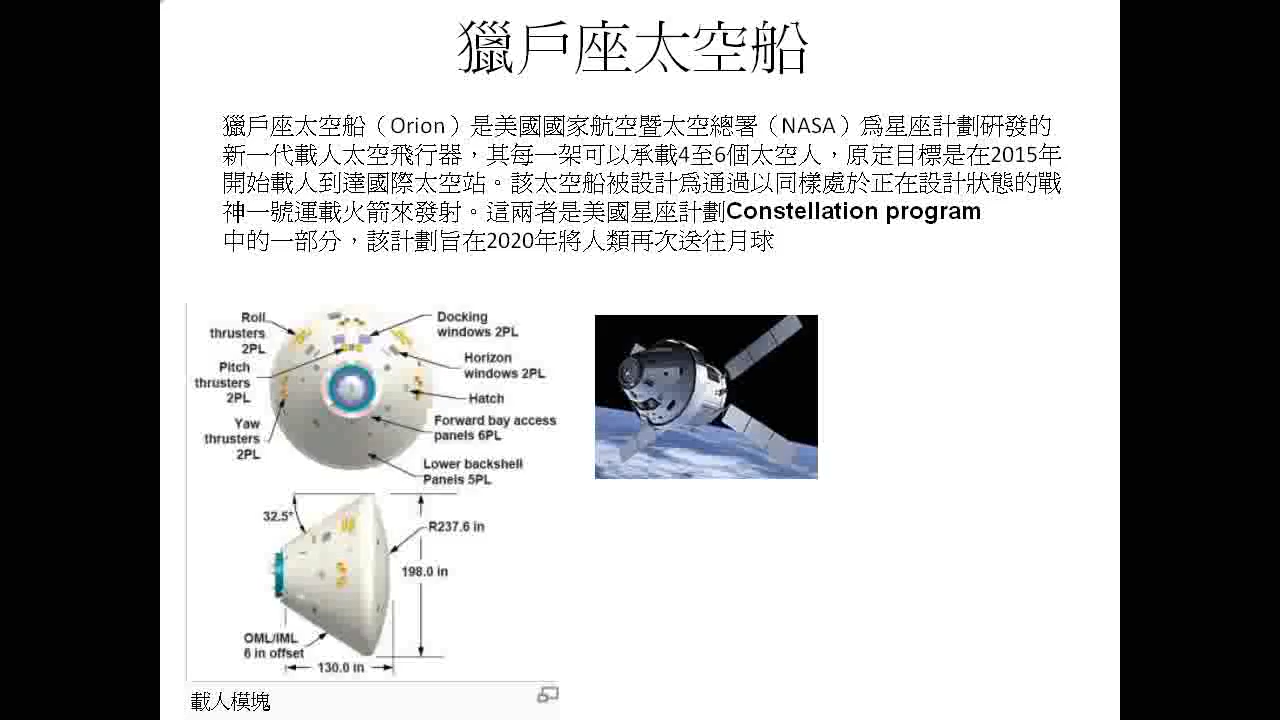 獵戶座太空船
獵戶座太空船（Orion）是美國國家航空暨太空總署（NASA）為星座計劃研發的
新一代載人太空飛行器，其每一架可以承載4至6個太空人，原定目標是在2015年
開始載人到達國際太空站。該太空船被設計為通過以同樣處於正在設計狀態的戰
神一號運載火箭來發射。這兩者是美國星座計劃Constellation program
中的一部分，該計劃旨在2020年將人類再次送往月球
Roll
thrusters
2PL
Pitch
thrusters
2PL
Yaw
thrusters
2PL
Docking
windows 2PL
Horizon
windows 2PL
Hatch
Forward bay access
panels 6PL
Lower backshell
Panels 5PL
32.5°
R237.6 in
198.0 in
OML/IML
6 in offset
130.0 in
載人模塊